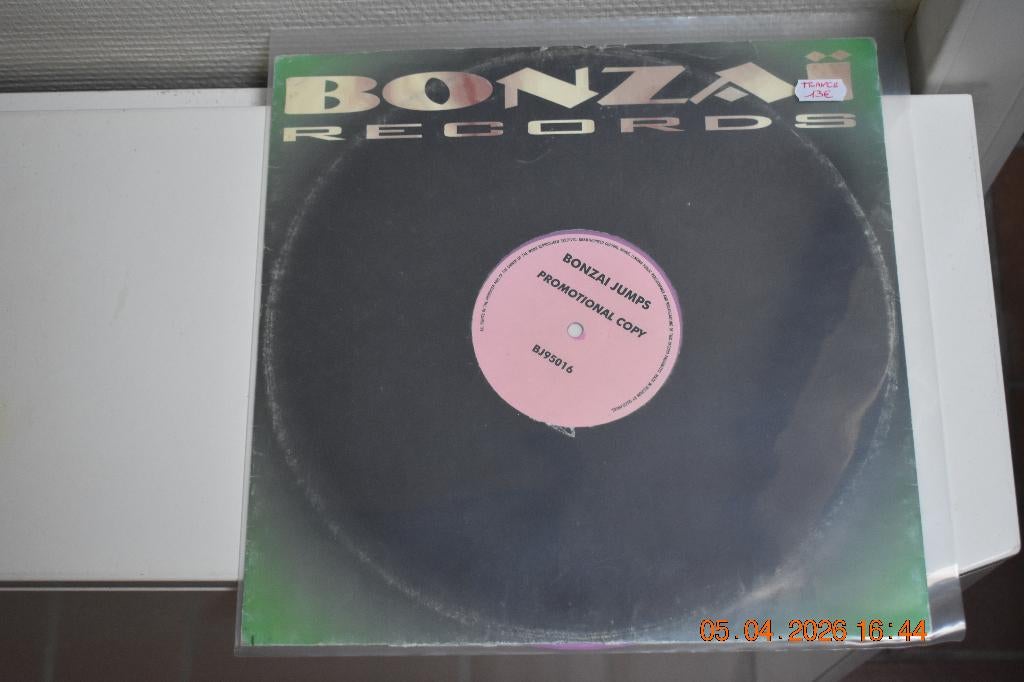 BONZAÏ
RECORDS
TRANCE
13€
BONZAI JUMPS
PROMOTIONAL COPY
BJ95016
05.04.2026 16:44